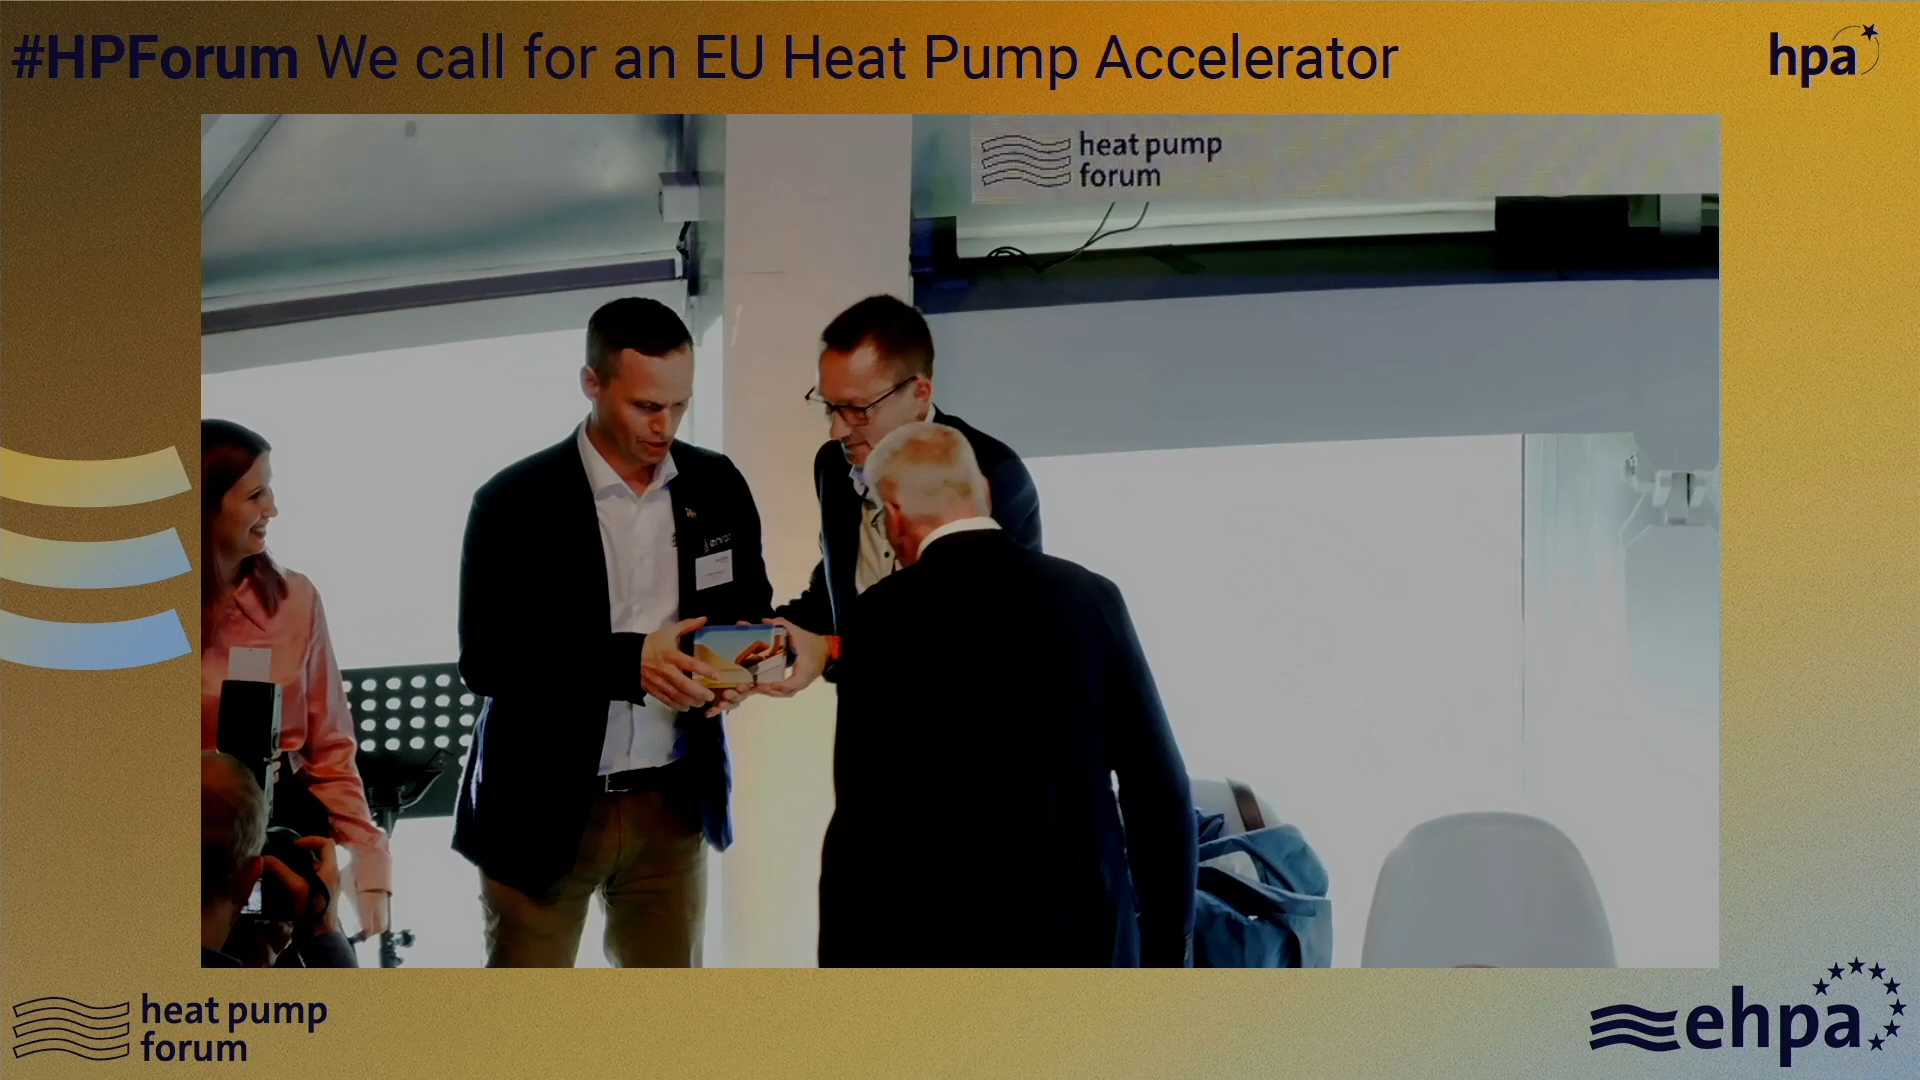 #HPForum We call for an EU Heat Pump Accelerator
hpa
heat pump
forum
heat pump
forum
ehpa